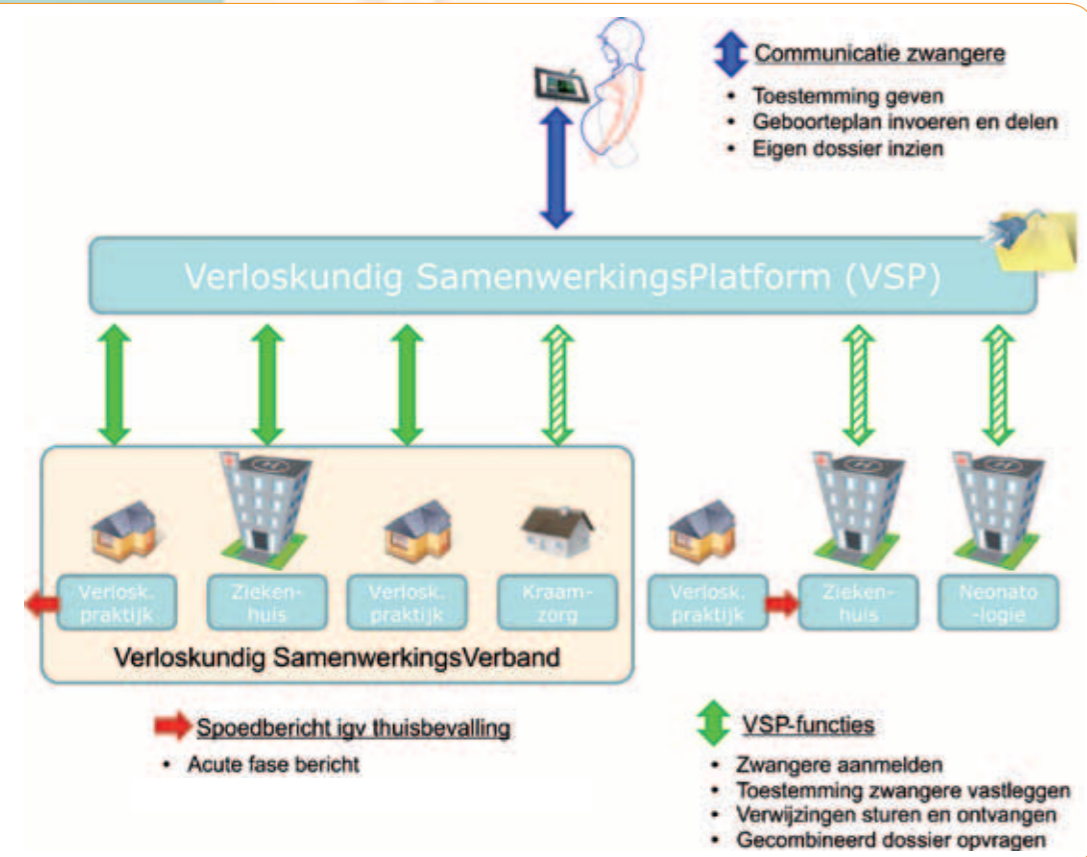 Communicatie zwangere
• Toestemming geven
• Geboorteplan invoeren en delen
• Eigen dossier inzien
Verloskundig SamenwerkingsPlatform (VSP)
Verlosk.
praktijk
Zieken-
huis
Verlosk.
praktijk
Kraam-
zorg
Verlosk.
praktijk
Zieken-
huis
Neonato
-logie
Verloskundig SamenwerkingsVerband
Spoedbericht igv thuisbevalling
• Acute fase bericht
VSP-functies
• Zwangere aanmelden
• Toestemming zwangere vastleggen
• Verwijzingen sturen en ontvangen
• Gecombineerd dossier opvragen